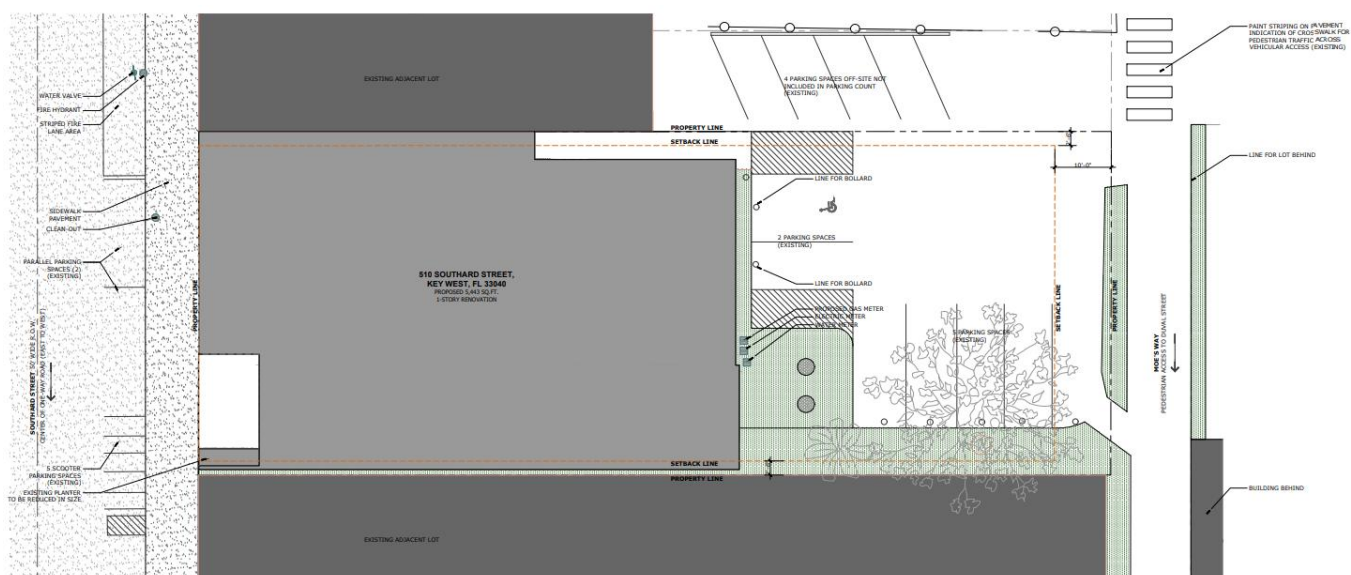 WATER VALVE
FIRE HYDRANT
STRIPED FIRE
LANE AREA
SIDEWALK
PAVEMENT
CLEAN-OUT
PARALLEL PARKING
SPACES (2)
(EXISTING)
SOUTHARD STREET 50' WIDE R.O.W.
CENTER OF ONE-WAY ROAD (EAST TO WEST)
5 SCOOTER
PARKING SPACES
(EXISTING)
EXISTING PLANTER
TO BE REDUCED IN SIZE
EXISTING ADJACENT LOT
PROPERTY LINE
PROPERTY LINE
SETBACK LINE
510 SOUTHARD STREET,
KEY WEST, FL 33040
PROPOSED 5,443 SQ.FT.
1-STORY RENOVATION
SETBACK LINE
PROPERTY LINE
EXISTING ADJACENT LOT
4 PARKING SPACES OFF-SITE NOT
INCLUDED IN PARKING COUNT
(EXISTING)
LINE FOR BOLLARD
2 PARKING SPACES
(EXISTING)
LINE FOR BOLLARD
PROPOSED GAS METER
ELECTRIC METER
WATER METER
5 PARKING SPACES
(EXISTING)
10'-0"
SETBACK LINE
PROPERTY LINE
MOE'S WAY
PEDESTRIAN ACCESS TO DUVAL STREET
PAINT STRIPING ON PAVEMENT
INDICATION OF CROSSWALK FOR
PEDESTRIAN TRAFFIC ACROSS
VEHICULAR ACCESS (EXISTING)
LINE FOR LOT BEHIND
BUILDING BEHIND